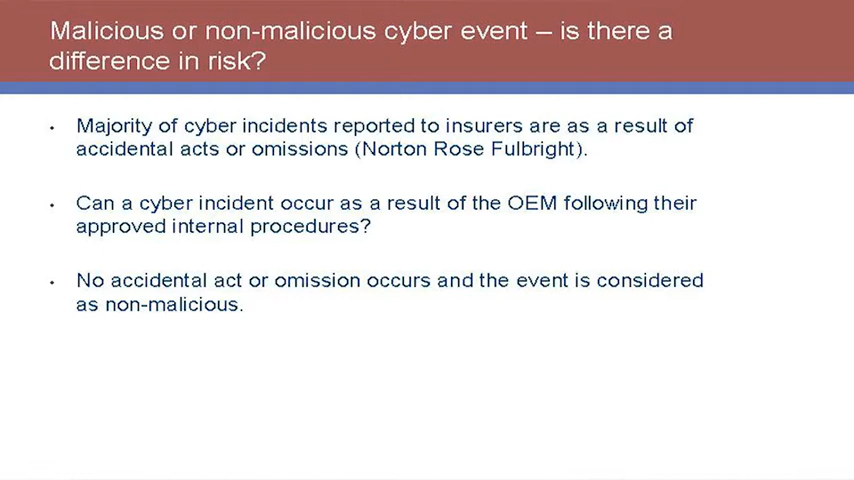 Malicious or non-malicious cyber event – is there a
difference in risk?
• Majority of cyber incidents reported to insurers are as a result of
accidental acts or omissions (Norton Rose Fulbright).
• Can a cyber incident occur as a result of the OEM following their
approved internal procedures?
• No accidental act or omission occurs and the event is considered
as non-malicious.